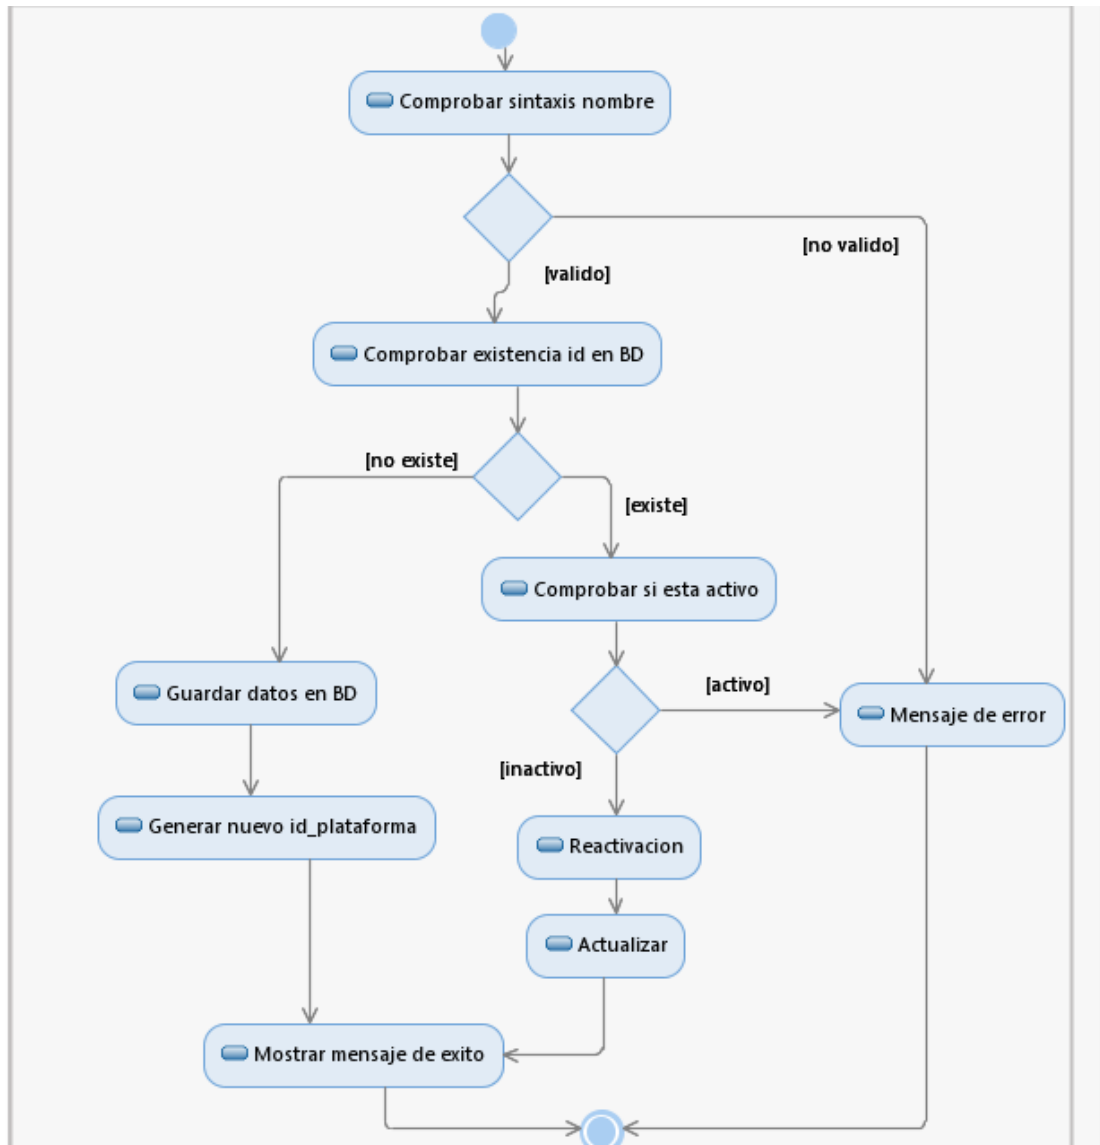 Comprobar sintaxis nombre
[no valido]
[valido]
Comprobar existencia id en BD
[no existe]
[existe]
Comprobar si esta activo
[activo]
Guardar datos en BD
Mensaje de error
[inactivo]
Generar nuevo id_plataforma
Reactivacion
Actualizar
Mostrar mensaje de exito